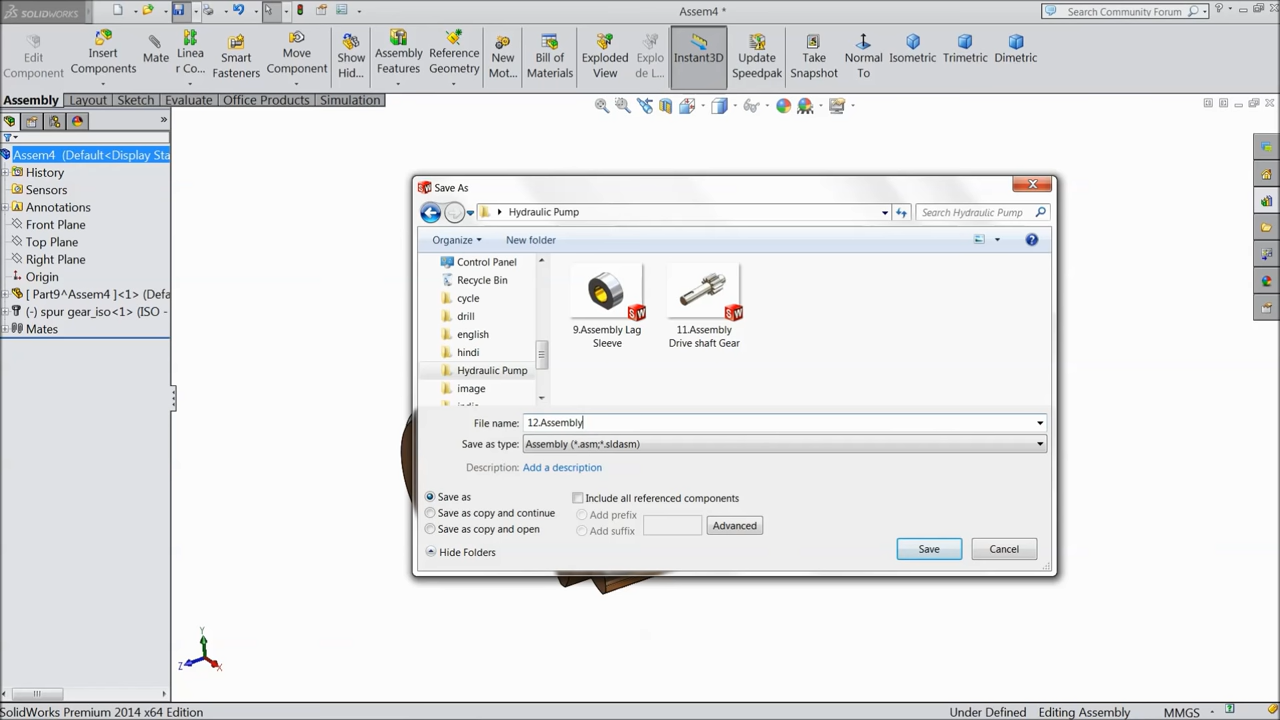 SOLIDWORKS
Assem4 *
Search Community Forum
Edit
Component
Insert
Components
Mate
Linea
r Co...
Smart
Fasteners
Move
Component
Show
Hid...
Assembly
Features
Reference
Geometry
New
Mot...
Bill of
Materials
Exploded
View
Explo
de L...
Instant3D
Update
Speedpak
Take
Snapshot
Normal
To
Isometric
Trimetric
Dimetric
Assembly
Layout
Sketch
Evaluate
Office Products
Simulation
Assem4 (Default<Display Sta
History
Sensors
Annotations
Front Plane
Top Plane
Right Plane
Origin
[ Part9^Assem4 ]<1> (Defa
(-) spur gear_iso<1> (ISO -
Mates
Save As
Hydraulic Pump
Search Hydraulic Pump
Organize
New folder
Control Panel
Recycle Bin
cycle
drill
english
hindi
Hydraulic Pump
image
9.Assembly Lag
Sleeve
11.Assembly
Drive shaft Gear
File name: 12.Assembly
Save as type: Assembly (*.asm;*.sldasm)
Description: Add a description
Save as
Save as copy and continue
Save as copy and open
Include all referenced components
Add prefix
Add suffix
Advanced
Hide Folders
Save
Cancel
Y
Z
X
SolidWorks Premium 2014 x64 Edition
Under Defined
Editing Assembly
MMGS